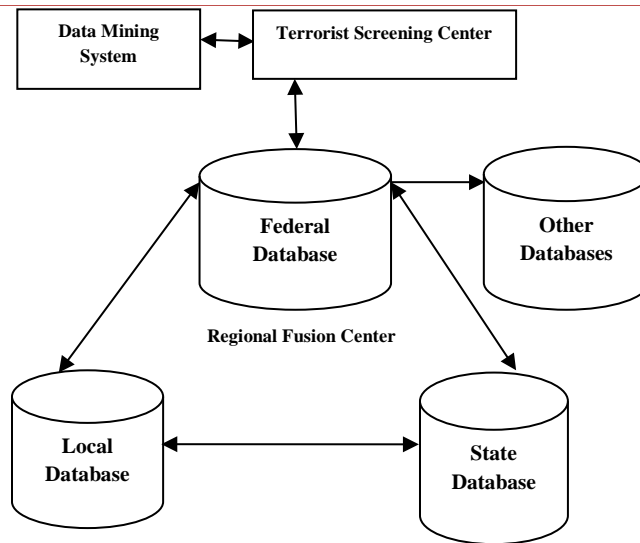 Data Mining
System
Terrorist Screening Center
Federal
Database
Other
Databases
Regional Fusion Center
Local
Database
State
Database